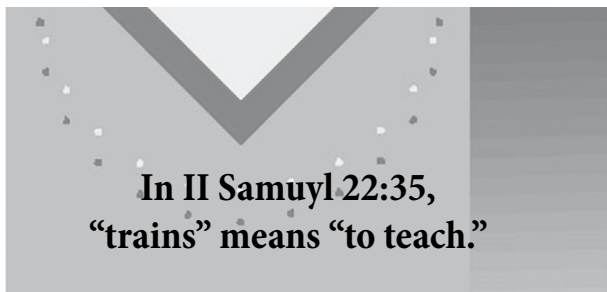 In II Samuyl 22:35,
“trains” means “to teach.”